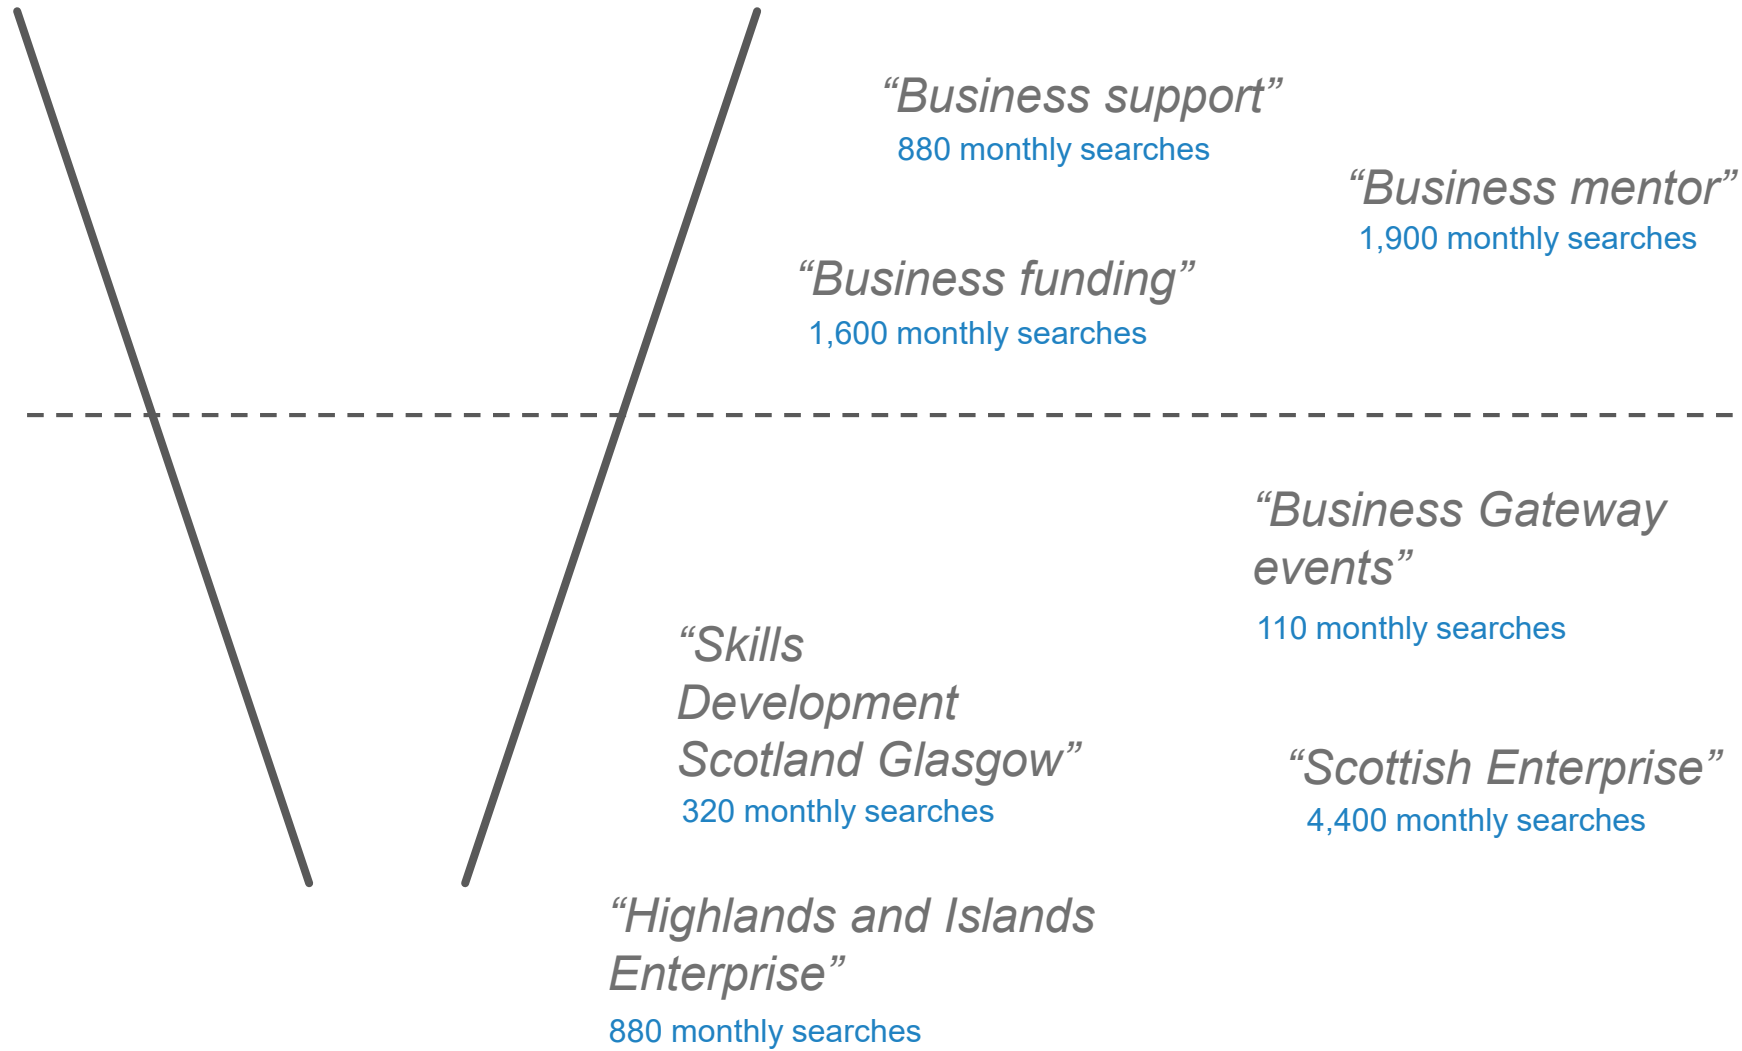 “Business support”
880 monthly searches
“Business mentor”
1,900 monthly searches
“Business funding”
1,600 monthly searches
“Business Gateway
events”
110 monthly searches
“Skills
Development
Scotland Glasgow”
320 monthly searches
“Scottish Enterprise”
4,400 monthly searches
“Highlands and Islands
Enterprise”
880 monthly searches